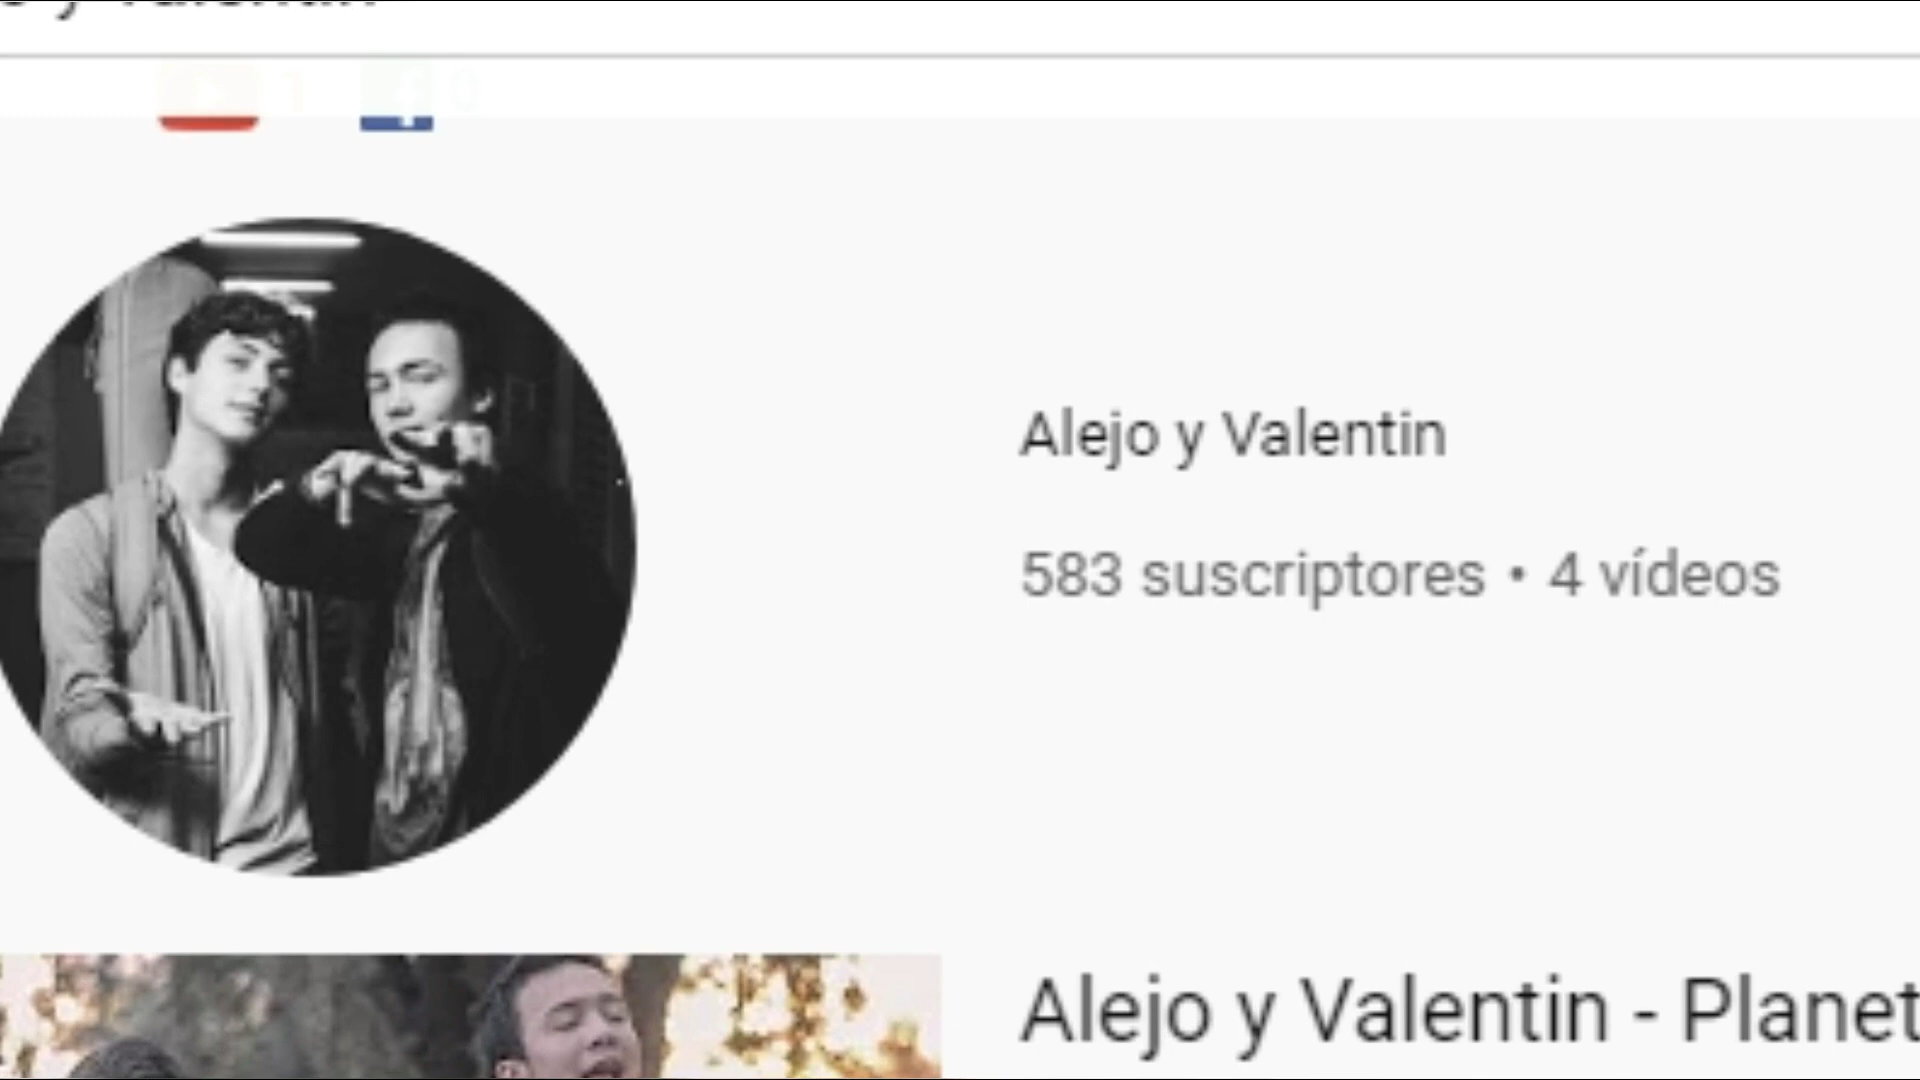 Alejo y Valentin
583 suscriptores • 4 vídeos
Alejo y Valentin - Planet